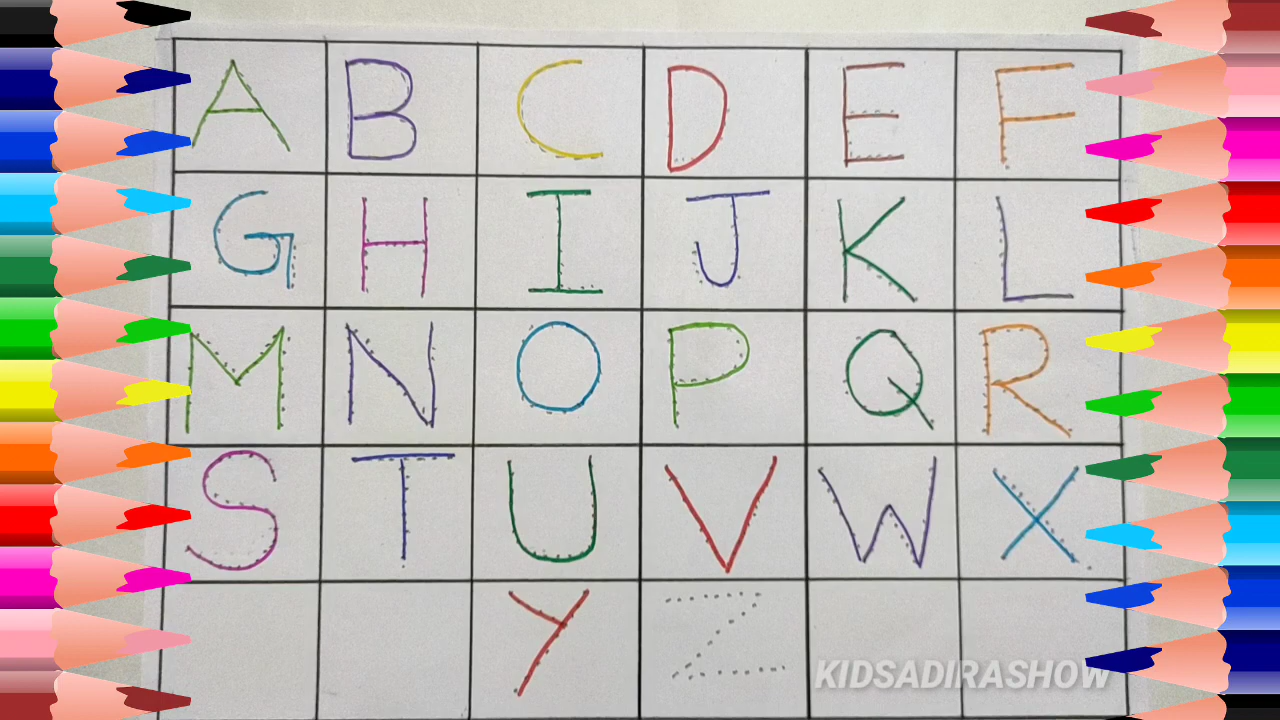 A B C D E F
G H I J K L
M N O P Q R
S T U V W X
Y Z
KIDSADIRASHOW